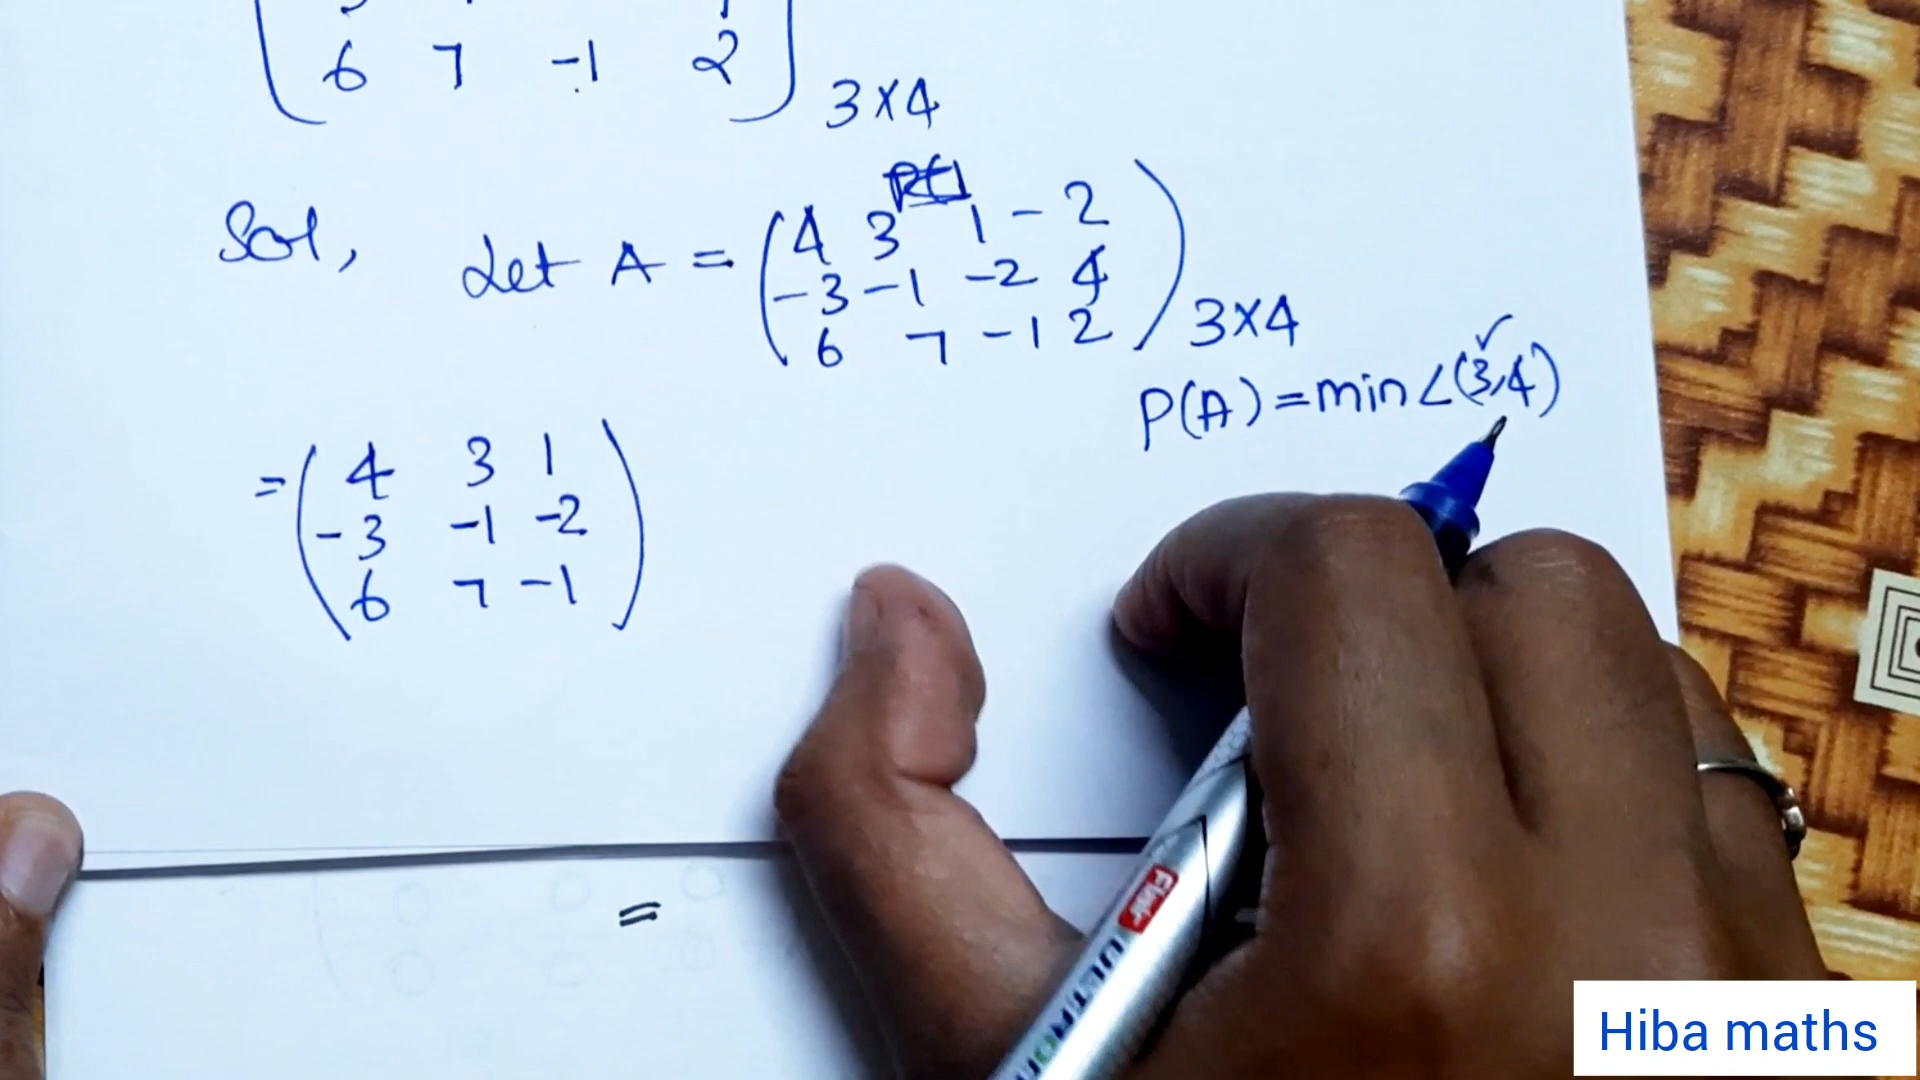 6 7 -1 2
3×4
Sol, Let A = (4 3 1 -2
-3 -1 -2 4
6 7 -1 2) 3×4
P(A) = min ∠(3,4) ✓
= (4 3 1
-3 -1 -2
6 7 -1)
=
Flair
Hiba maths